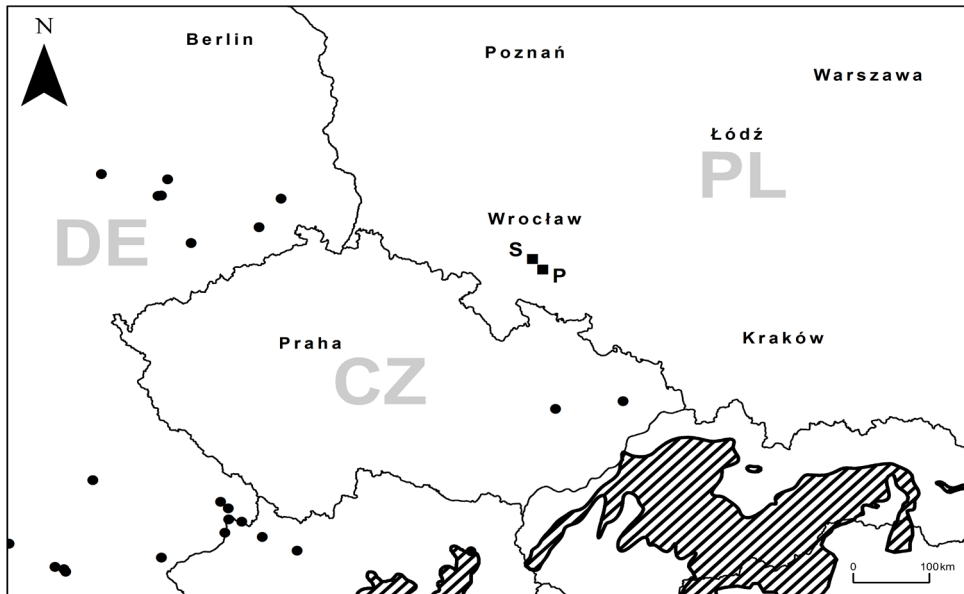 N
Berlin
Poznań
Warszawa
Łódź
PL
Wrocław
DE
S
P
Praha
Kraków
CZ
0 100km